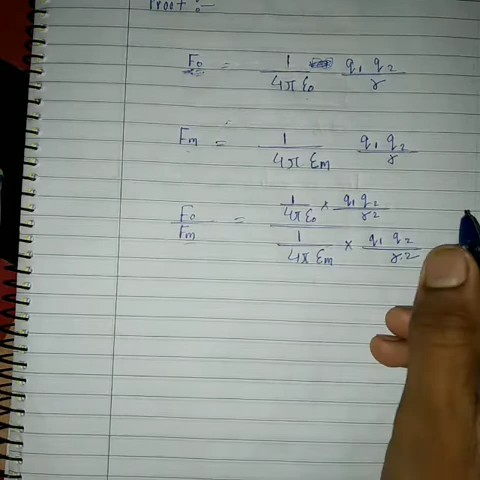 Proof :-
F₀ = 1/4πε₀ q₁ q₂/r
Fm = 1/4πεm q₁ q₂/r
F₀/Fm = (1/4πε₀ × q₁ q₂/r2) / (1/4πεm × q₁ q₂/r2)